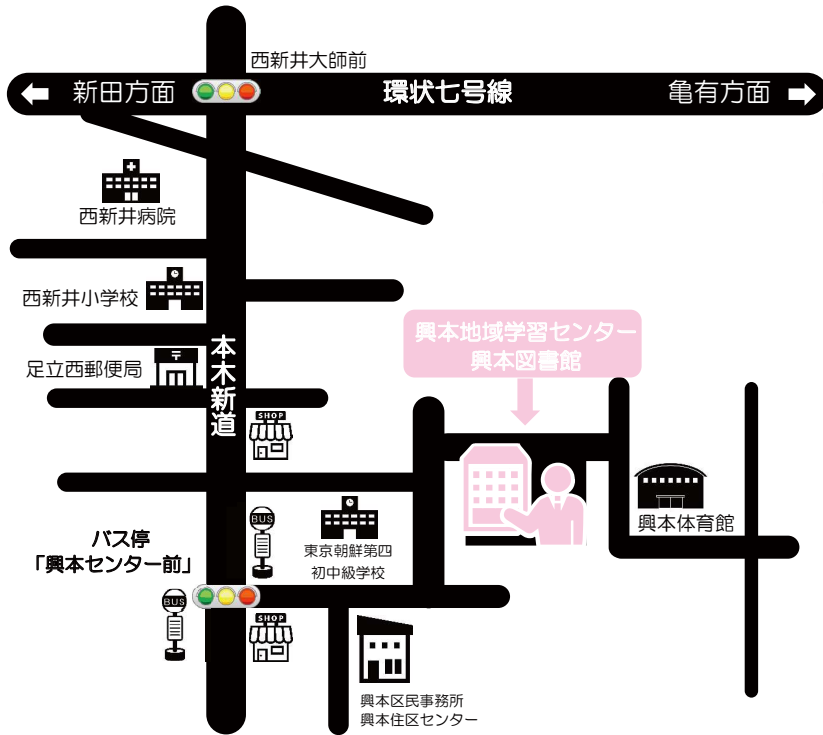 西新井大師前
新田方面
環状七号線
亀有方面
西新井病院
西新井小学校
興本地域学習センター
興本図書館
足立西郵便局
〒
本木新道
SHOP
興本体育館
BUS
バス停
「興本センター前」
東京朝鮮第四
初中級学校
BUS
SHOP
興本区民事務所
興本住区センター